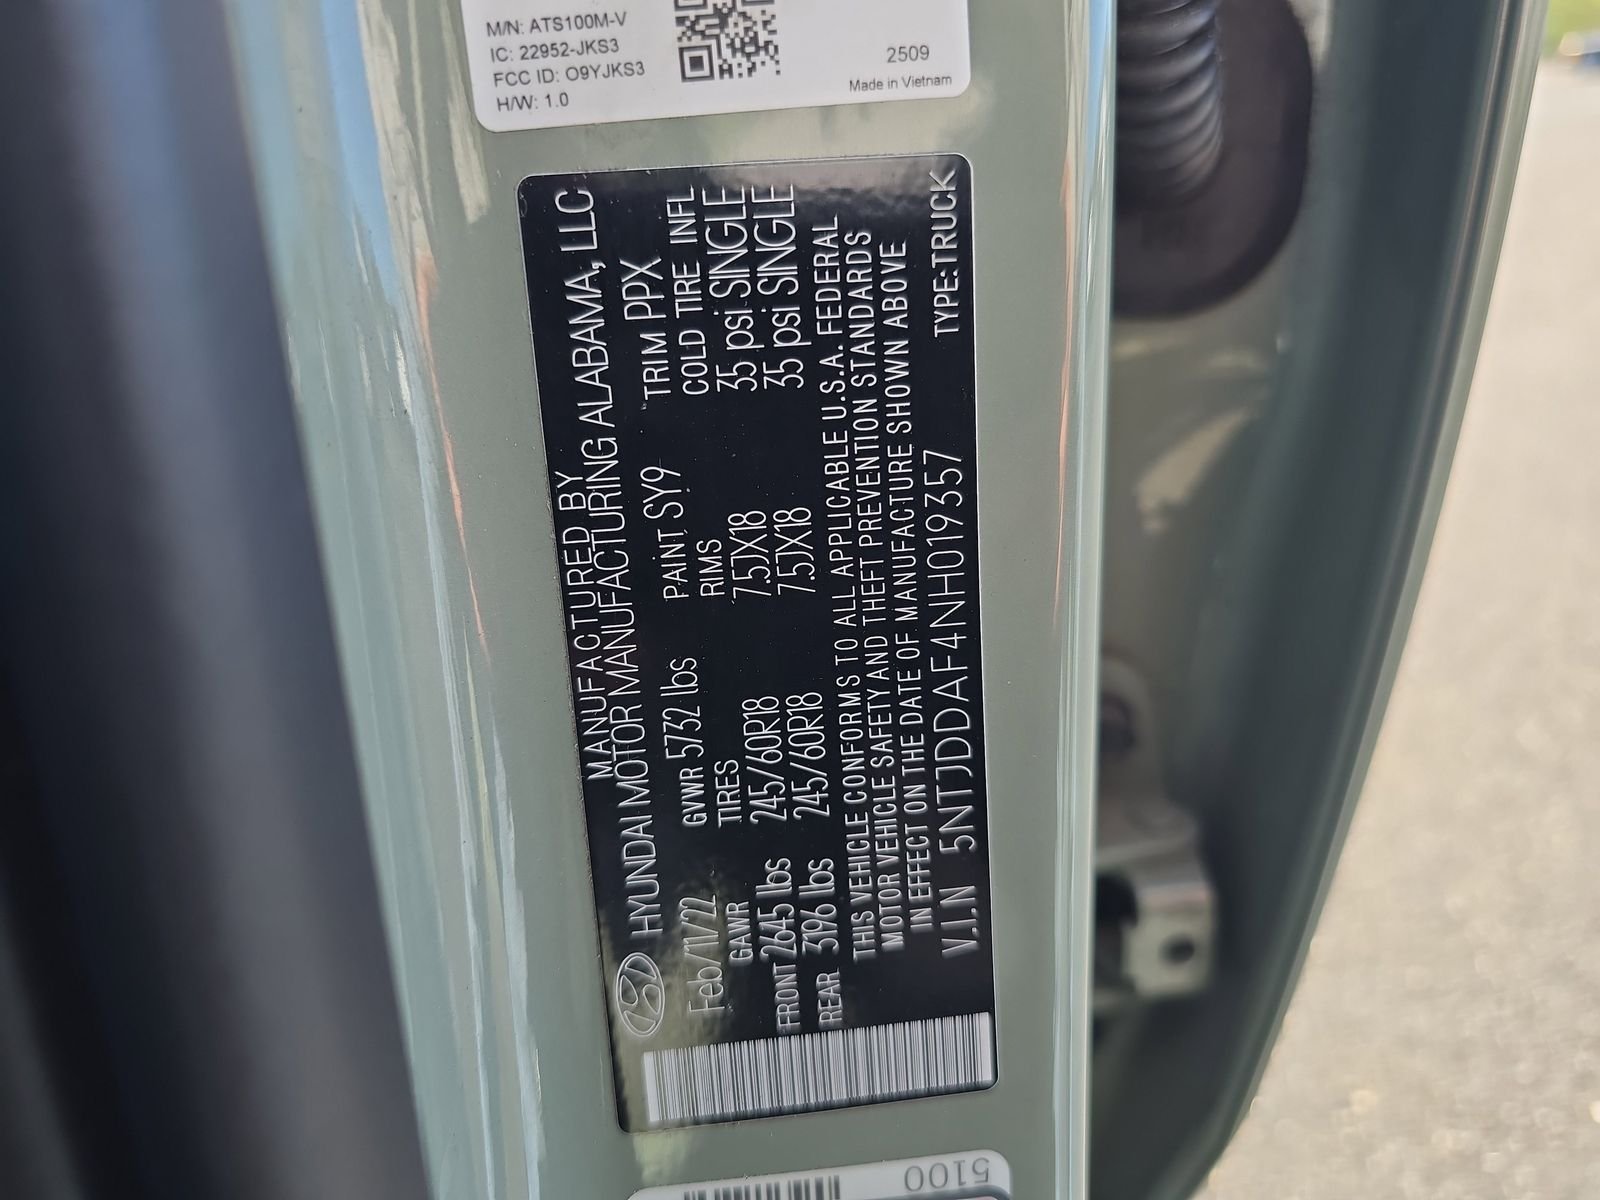 M/N: ATS100M-V
IC: 22952-JKS3
FCC ID: O9YJKS3
H/W: 1.0
2509
Made in Vietnam
MANUFACTURED BY
HYUNDAI MOTOR MANUFACTURING ALABAMA, LLC
Feb/11/22 GVWR 5732 lbs PAINT SY9 TRIM PPX
GAWR TIRES RIMS COLD TIRE INFL
FRONT 2645 lbs 245/60R18 7.5JX18 35 psi SINGLE
REAR 3196 lbs 245/60R18 7.5JX18 35 psi SINGLE
THIS VEHICLE CONFORMS TO ALL APPLICABLE U.S.A. FEDERAL
MOTOR VEHICLE SAFETY AND THEFT PREVENTION STANDARDS
IN EFFECT ON THE DATE OF MANUFACTURE SHOWN ABOVE
V.I.N 5NTJDDAF4NH019357 TYPE:TRUCK
5100